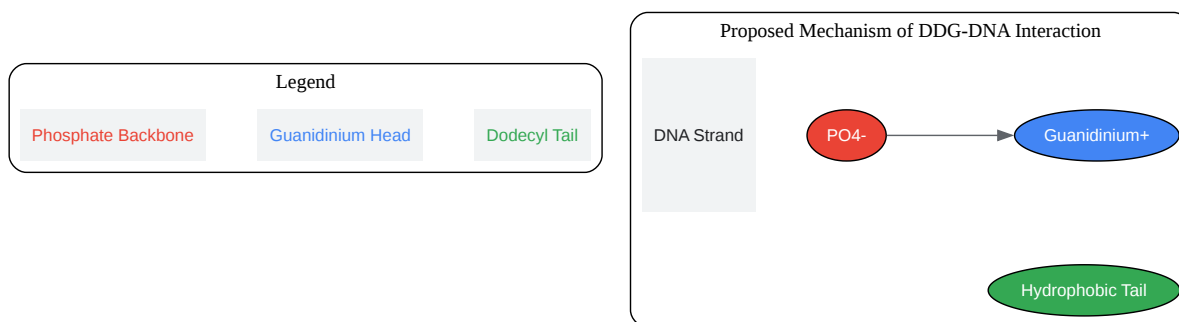 Legend
Phosphate Backbone
Guanidinium Head
Dodecyl Tail
Proposed Mechanism of DDG-DNA Interaction
DNA Strand
PO4-
Guanidinium+
Hydrophobic Tail